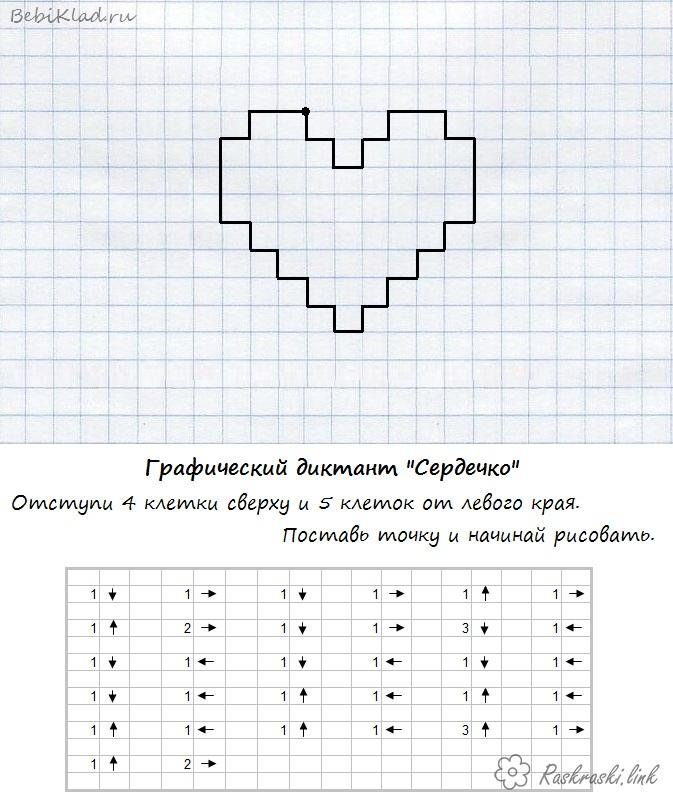 BebiKlad.ru
Графический диктант "Сердечко"
Отступи 4 клетки сверху и 5 клеток от левого края.
Поставь точку и начинай рисовать.
1 ↓ 1 → 1 ↓ 1 → 1 ↑ 1 →
1 ↑ 2 → 1 ↓ 1 → 3 ↓ 1 ←
1 ↓ 1 ← 1 ↓ 1 ← 1 ↓ 1 ←
1 ↓ 1 ← 1 ↑ 1 ← 1 ↑ 1 ←
1 ↑ 1 ← 1 ↑ 1 ← 3 ↑ 1 →
1 ↑ 2 →
Raskraski.link